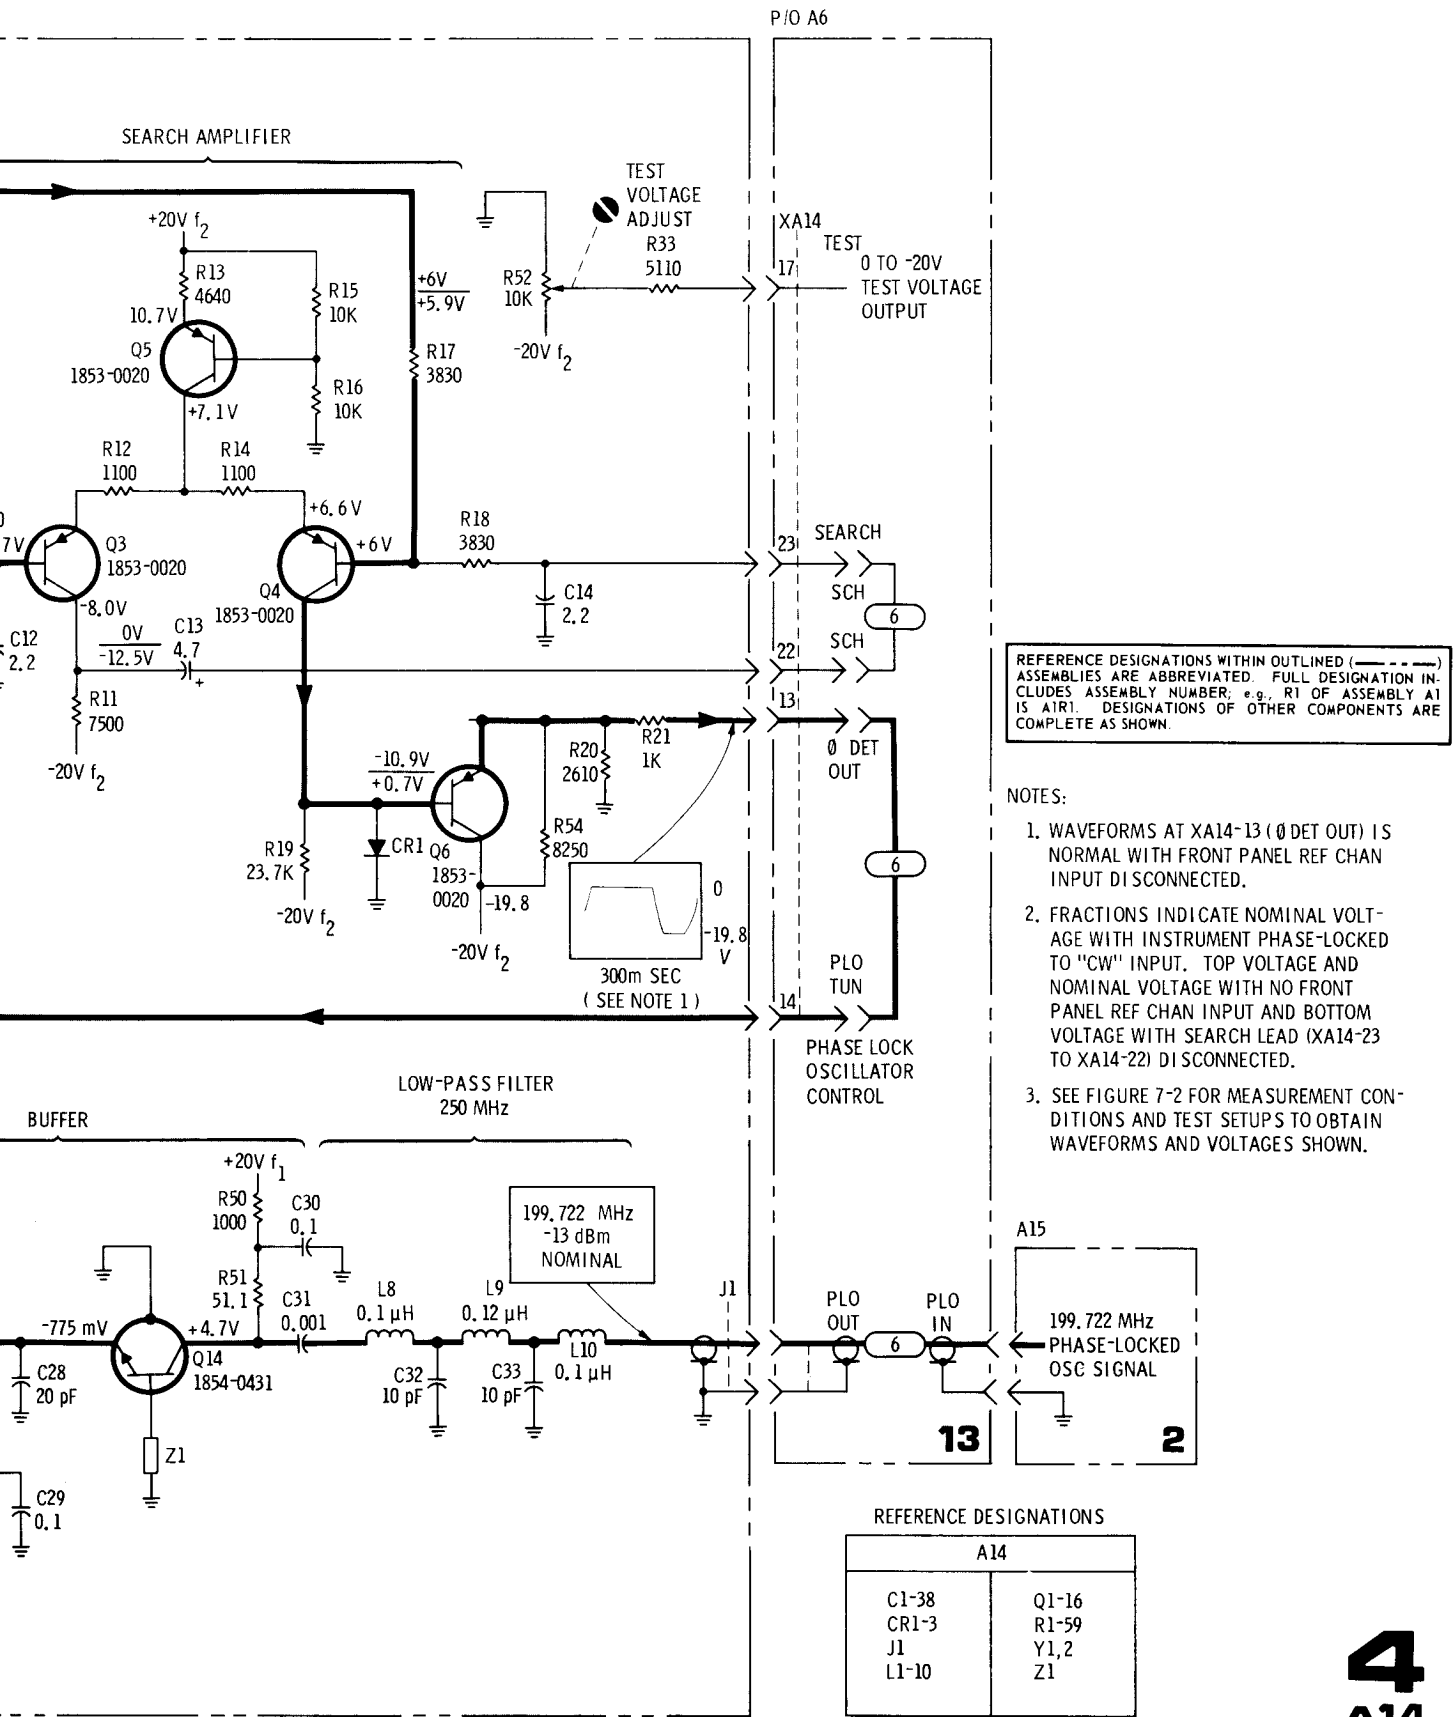 P/O A6
SEARCH AMPLIFIER
TEST
VOLTAGE
ADJUST
+20V f2
R13
4640
R15
10K
10.7V
Q5
1853-0020
+7.1V
R16
10K
+6V
+5.9V
R17
3830
R52
10K
-20V f2
R33
5110
XA14
17
TEST
0 TO -20V
TEST VOLTAGE
OUTPUT
R12
1100
R14
1100
+6.6V
7V
Q3
1853-0020
+6V
Q4
1853-0020
R18
3830
C14
2.2
23
SEARCH
SCH
6
SCH
22
-8.0V
C12
2.2
0V
-12.5V
C13
4.7
+
R11
7500
-20V f2
13
Ø DET
OUT
R20
2610
R21
1K
-10.9V
+0.7V
R54
8250
R19
23.7K
-20V f2
CR1
Q6
1853-
0020
-19.8
-20V f2
0
-19.8
V
300m SEC
( SEE NOTE 1 )
6
PLO
TUN
14
PHASE LOCK
OSCILLATOR
CONTROL
REFERENCE DESIGNATIONS WITHIN OUTLINED (— - - - —)
ASSEMBLIES ARE ABBREVIATED. FULL DESIGNATION IN-
CLUDES ASSEMBLY NUMBER; e.g., R1 OF ASSEMBLY A1
IS A1R1. DESIGNATIONS OF OTHER COMPONENTS ARE
COMPLETE AS SHOWN.
NOTES:
1. WAVEFORMS AT XA14-13 ( Ø DET OUT) IS
NORMAL WITH FRONT PANEL REF CHAN
INPUT DISCONNECTED.
2. FRACTIONS INDICATE NOMINAL VOLT-
AGE WITH INSTRUMENT PHASE-LOCKED
TO "CW" INPUT. TOP VOLTAGE AND
NOMINAL VOLTAGE WITH NO FRONT
PANEL REF CHAN INPUT AND BOTTOM
VOLTAGE WITH SEARCH LEAD (XA14-23
TO XA14-22) DISCONNECTED.
3. SEE FIGURE 7-2 FOR MEASUREMENT CON-
DITIONS AND TEST SETUPS TO OBTAIN
WAVEFORMS AND VOLTAGES SHOWN.
BUFFER
LOW-PASS FILTER
250 MHz
+20V f1
R50
1000
C30
0.1
R51
51.1
C31
0.001
L8
0.1 µH
L9
0.12 µH
L10
0.1 µH
199.722 MHz
-13 dBm
NOMINAL
-775 mV
+4.7V
Q14
1854-0431
C28
20 pF
C32
10 pF
C33
10 pF
Z1
C29
0.1
J1
PLO
OUT
6
PLO
IN
A15
199.722 MHz
PHASE-LOCKED
OSC SIGNAL
13
2
REFERENCE DESIGNATIONS
A14
C1-38 Q1-16
CR1-3 R1-59
J1 Y1,2
L1-10 Z1
4
A14